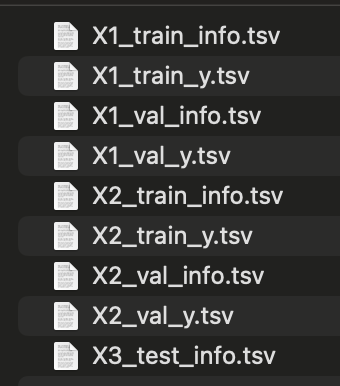 X1_train_info.tsv
X1_train_y.tsv
X1_val_info.tsv
X1_val_y.tsv
X2_train_info.tsv
X2_train_y.tsv
X2_val_info.tsv
X2_val_y.tsv
X3_test_info.tsv